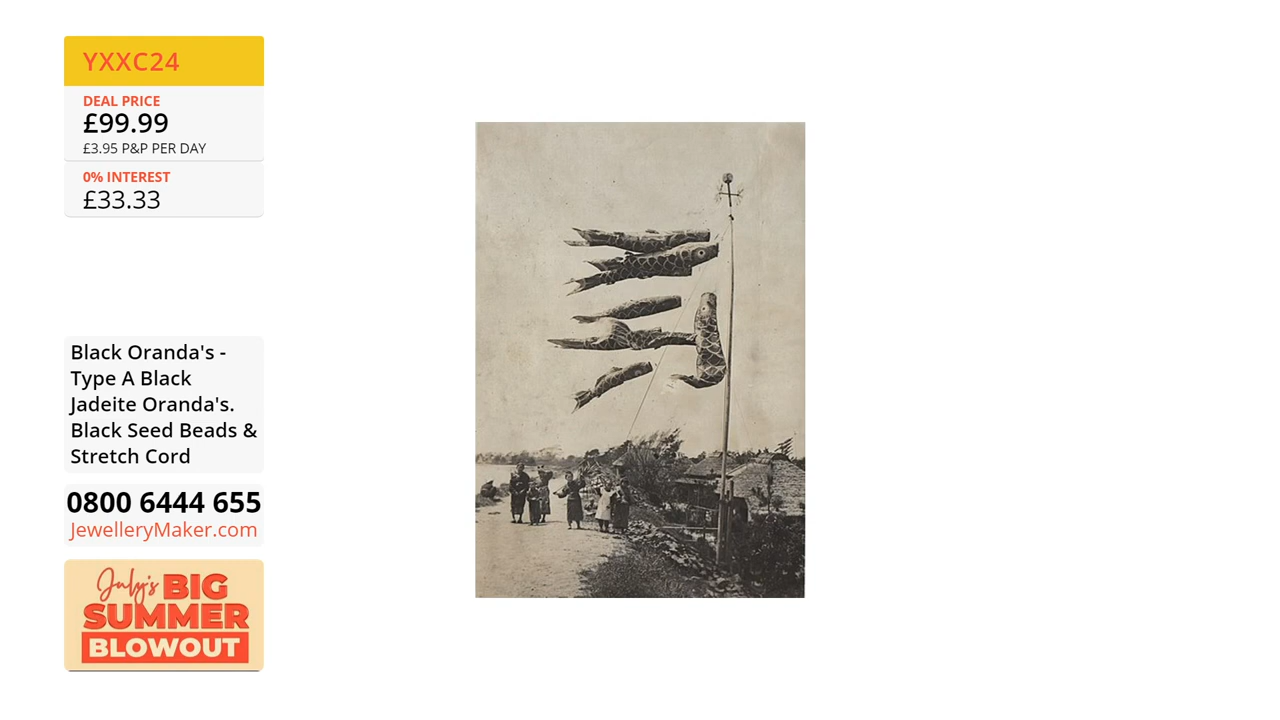 YXXC24
DEAL PRICE
£99.99
£3.95 P&P PER DAY
0% INTEREST
£33.33
Black Oranda's -
Type A Black
Jadeite Oranda's.
Black Seed Beads &
Stretch Cord
0800 6444 655
JewelleryMaker.com
July's BIG
SUMMER
BLOWOUT